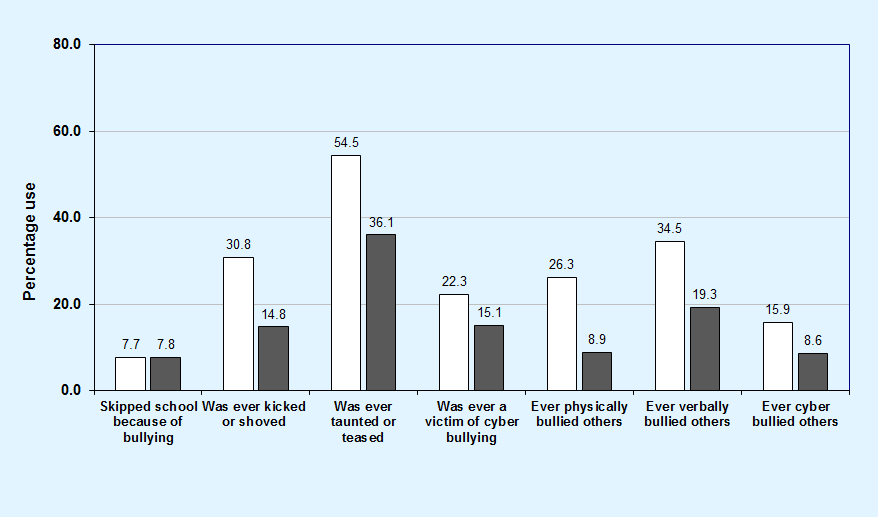 80.0
60.0
40.0
20.0
0.0
Percentage use
7.7
7.8
30.8
14.8
54.5
36.1
22.3
15.1
26.3
8.9
34.5
19.3
15.9
8.6
Skipped school
because of
bullying
Was ever kicked
or shoved
Was ever
taunted or
teased
Was ever a
victim of cyber
bullying
Ever physically
bullied others
Ever verbally
bullied others
Ever cyber
bullied others